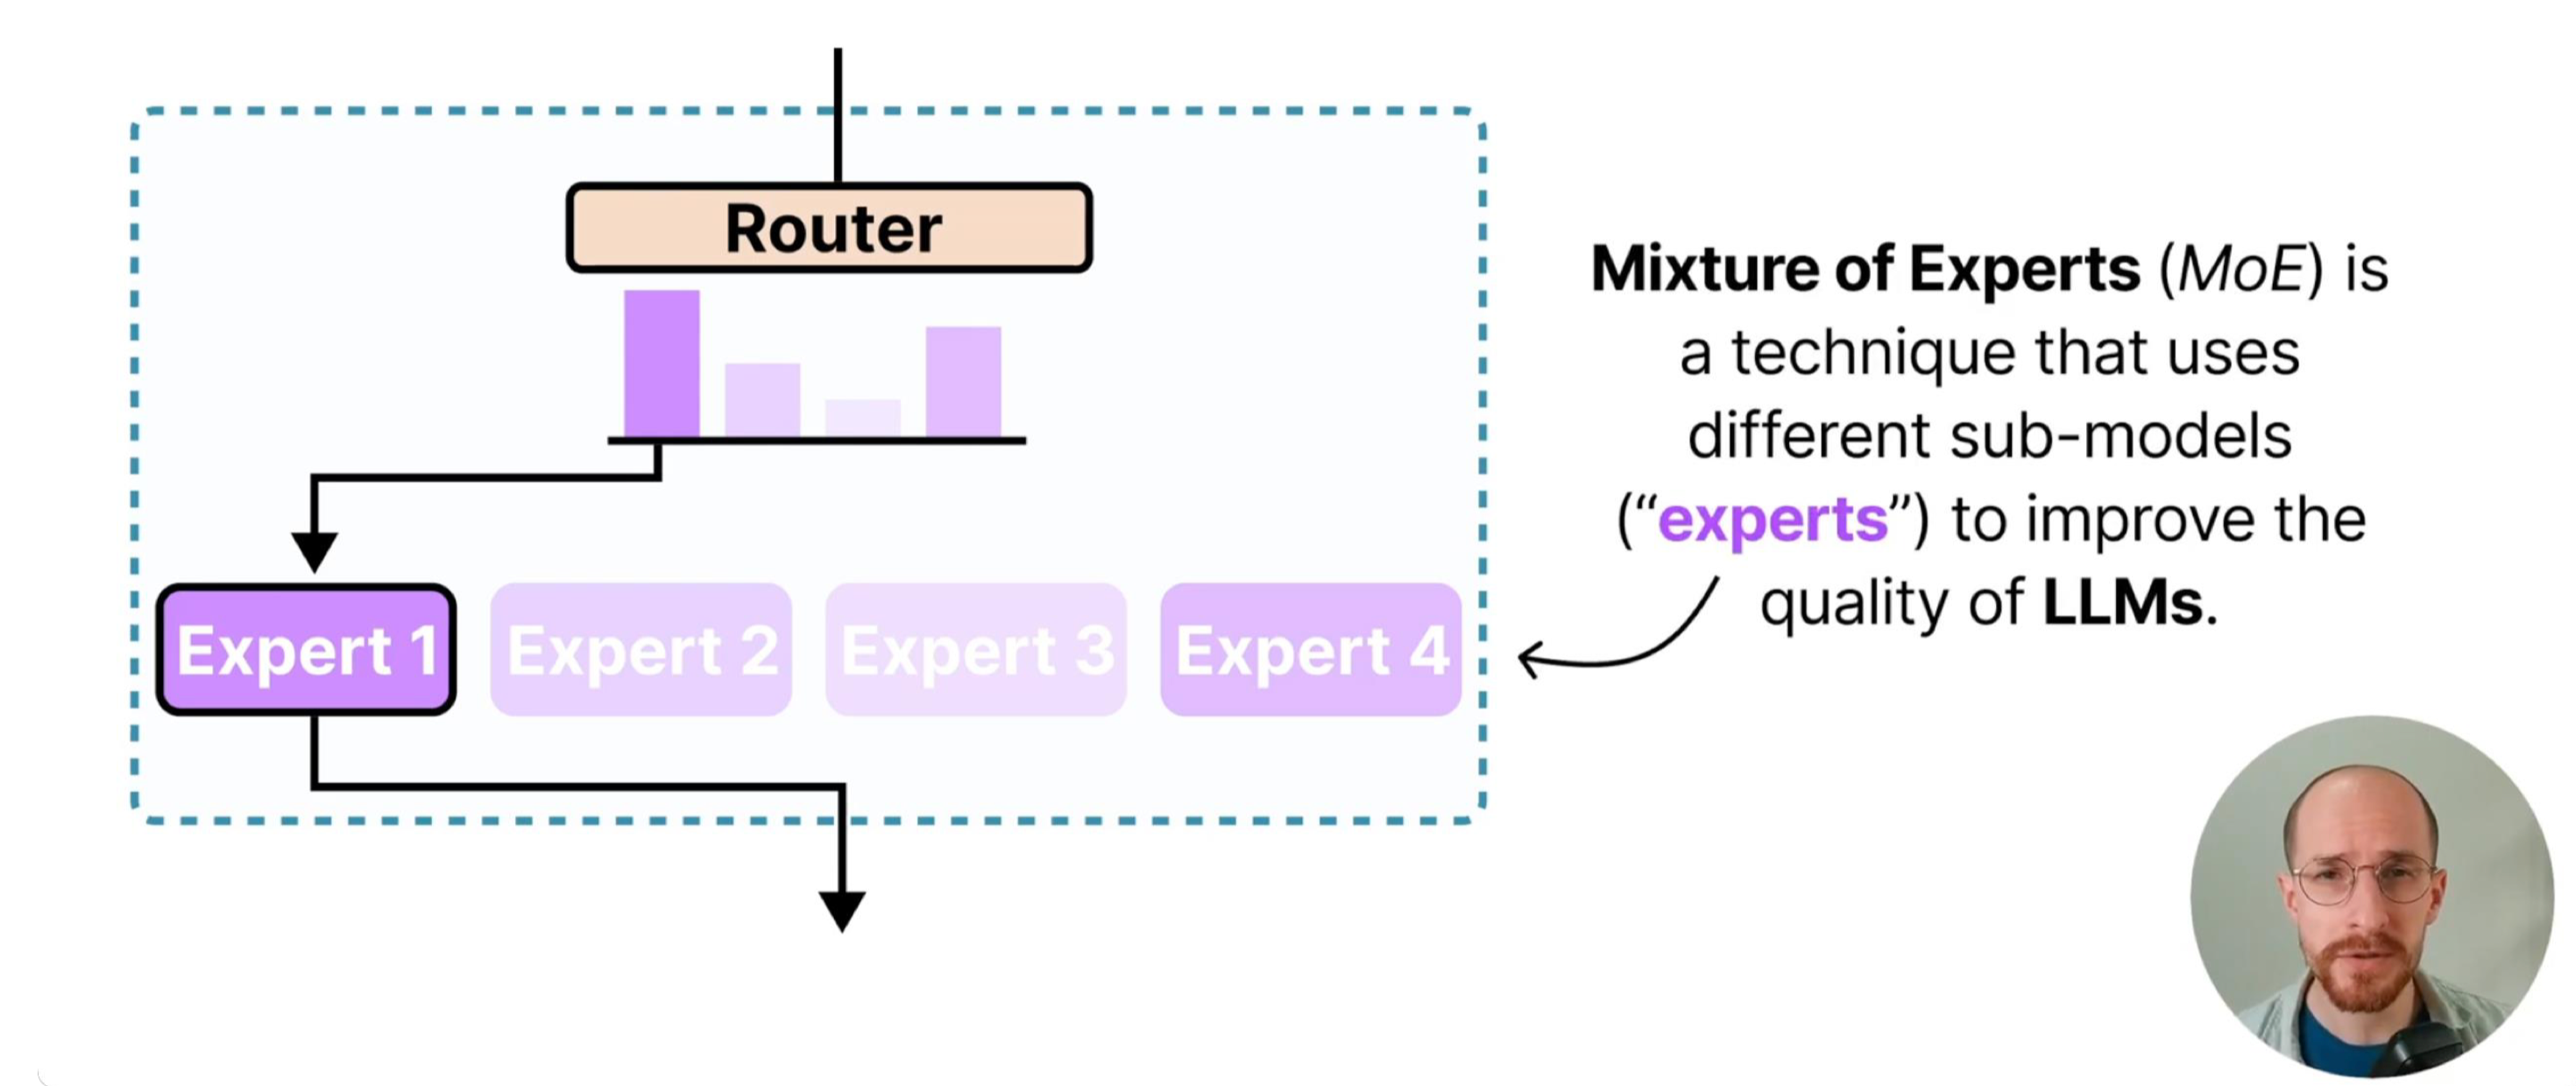 Router
Expert 1
Expert 2
Expert 3
Expert 4
Mixture of Experts (MoE) is
a technique that uses
different sub-models
(“experts”) to improve the
quality of LLMs.